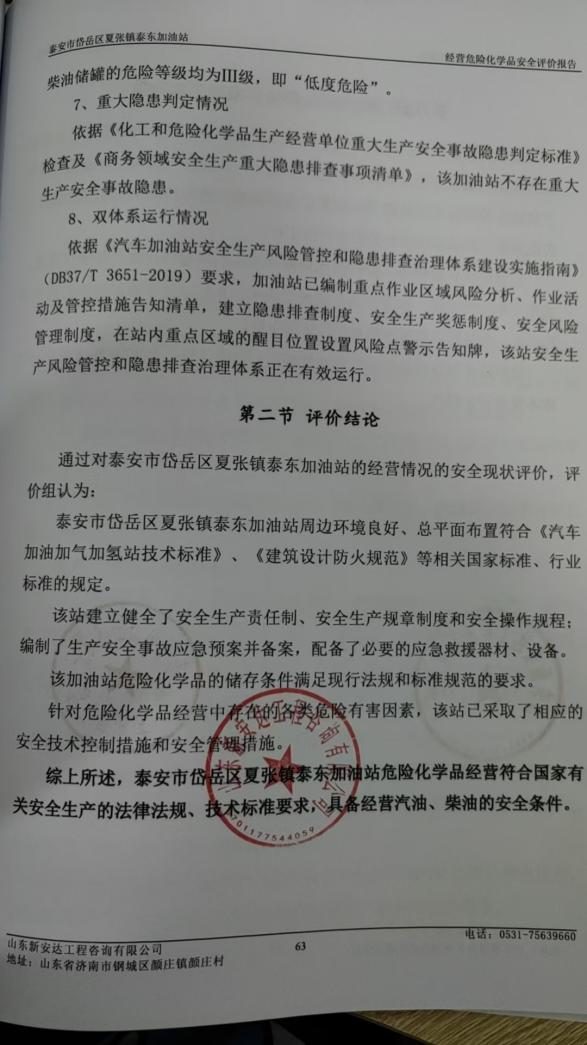 泰安市岱岳区夏张镇泰东加油站
经营危险化学品安全评价报告
柴油储罐的危险等级均为III级，即“低度危险”。
7、重大隐患判定情况
依据《化工和危险化学品生产经营单位重大生产安全事故隐患判定标准》
检查及《商务领域安全生产重大隐患排查事项清单》，该加油站不存在重大
生产安全事故隐患。
8、双体系运行情况
依据《汽车加油站安全生产风险管控和隐患排查治理体系建设实施指南》
（DB37/T 3651-2019）要求，加油站已编制重点作业区域风险分析、作业活
动及管控措施告知清单，建立隐患排查制度、安全生产奖惩制度、安全风险
管理制度，在站内重点区域的醒目位置设置风险点警示告知牌，该站安全生
产风险管控和隐患排查治理体系正在有效运行。
第二节 评价结论
通过对泰安市岱岳区夏张镇泰东加油站的经营情况的安全现状评价，评
价组认为：
泰安市岱岳区夏张镇泰东加油站周边环境良好、总平面布置符合《汽车
加油加气加氢站技术标准》、《建筑设计防火规范》等相关国家标准、行业
标准的规定。
该站建立健全了安全生产责任制、安全生产规章制度和安全操作规程；
编制了生产安全事故应急预案并备案，配备了必要的应急救援器材、设备。
该加油站危险化学品的储存条件满足现行法规和标准规范的要求。
针对危险化学品经营中存在的各类危险有害因素，该站已采取了相应的
安全技术控制措施和安全管理措施。
综上所述，泰安市岱岳区夏张镇泰东加油站危险化学品经营符合国家有
关安全生产的法律法规、技术标准要求，具备经营汽油、柴油的安全条件。
山东新安达工程咨询有限公司
3701177544059
山东新安达工程咨询有限公司
地址：山东省济南市钢城区颜庄镇颜庄村
63
电话：0531-75639660